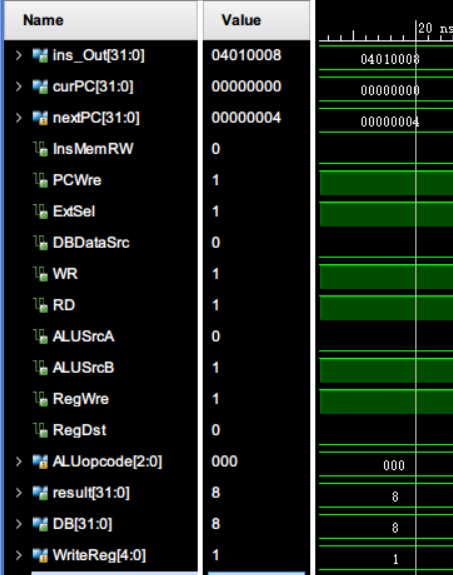 Name Value 20 ns
ins_Out[31:0] 04010008 04010008
curPC[31:0] 00000000 00000000
nextPC[31:0] 00000004 00000004
InsMemRW 0
PCWre 1
ExtSel 1
DBDataSrc 0
WR 1
RD 1
ALUSrcA 0
ALUSrcB 1
RegWre 1
RegDst 0
ALUopcode[2:0] 000 000
result[31:0] 8 8
DB[31:0] 8 8
WriteReg[4:0] 1 1